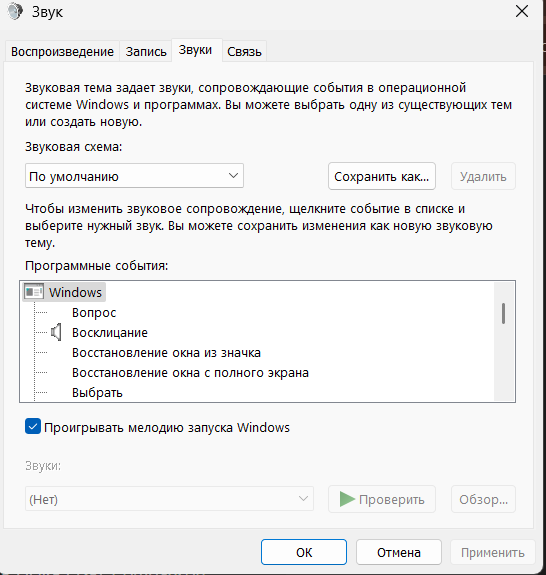 Звук
Воспроизведение Запись Звуки Связь
Звуковая тема задает звуки, сопровождающие события в операционной
системе Windows и программах. Вы можете выбрать одну из существующих тем
или создать новую.
Звуковая схема:
По умолчанию Сохранить как... Удалить
Чтобы изменить звуковое сопровождение, щелкните событие в списке и
выберите нужный звук. Вы можете сохранить изменения как новую звуковую
тему.
Программные события:
Windows
Вопрос
Восклицание
Восстановление окна из значка
Восстановление окна с полного экрана
Выбрать
Проигрывать мелодию запуска Windows
Звуки:
(Нет) Проверить Обзор...
ОК Отмена Применить